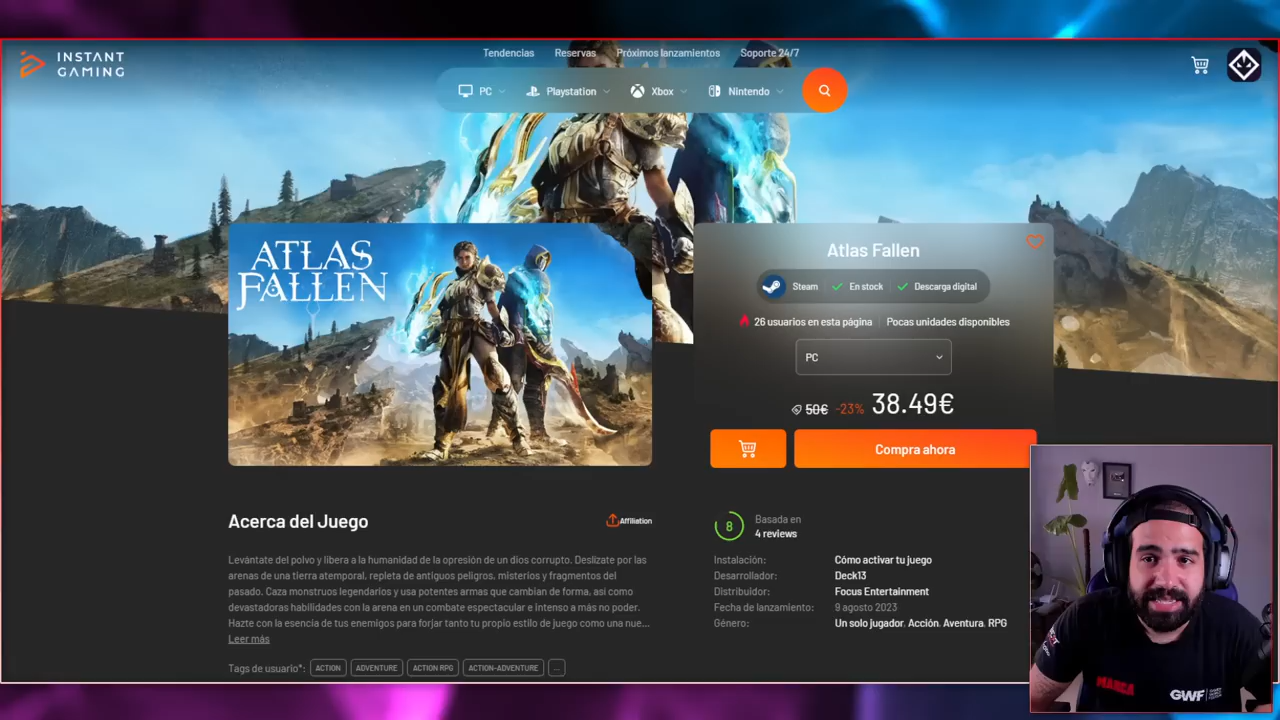 INSTANT
GAMING
Tendencias
Reservas
Próximos lanzamientos
Soporte 24/7
PC
Playstation
Xbox
Nintendo
ATLAS
FALLEN
Atlas Fallen
Steam
En stock
Descarga digital
26 usuarios en esta página
Pocas unidades disponibles
PC
50€ -23% 38.49€
Compra ahora
Acerca del Juego
Affiliation
Levántate del polvo y libera a la humanidad de la opresión de un dios corrupto. Deslízate por las
arenas de una tierra atemporal, repleta de antiguos peligros, misterios y fragmentos del
pasado. Caza monstruos legendarios y usa potentes armas que cambian de forma, así como
devastadoras habilidades con la arena en un combate espectacular e intenso a más no poder.
Hazte con la esencia de tus enemigos para forjar tanto tu propio estilo de juego como una nue...
Leer más
Tags de usuario*:
ACTION
ADVENTURE
ACTION RPG
ACTION-ADVENTURE
...
8
Basada en
4 reviews
Instalación: Cómo activar tu juego
Desarrollador: Deck13
Distribuidor: Focus Entertainment
Fecha de lanzamiento: 9 agosto 2023
Género: Un solo jugador, Acción, Aventura, RPG
MARCA
GWF